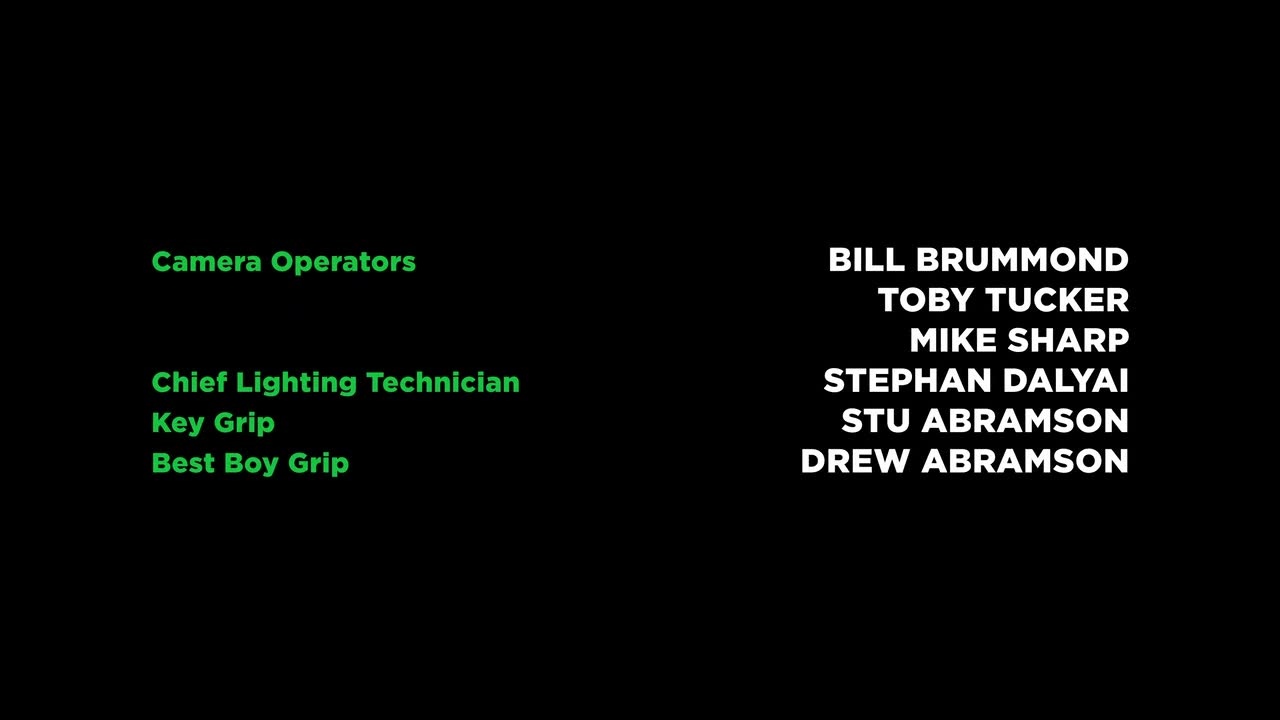 Camera Operators BILL BRUMMOND
TOBY TUCKER
MIKE SHARP
Chief Lighting Technician STEPHAN DALYAI
Key Grip STU ABRAMSON
Best Boy Grip DREW ABRAMSON